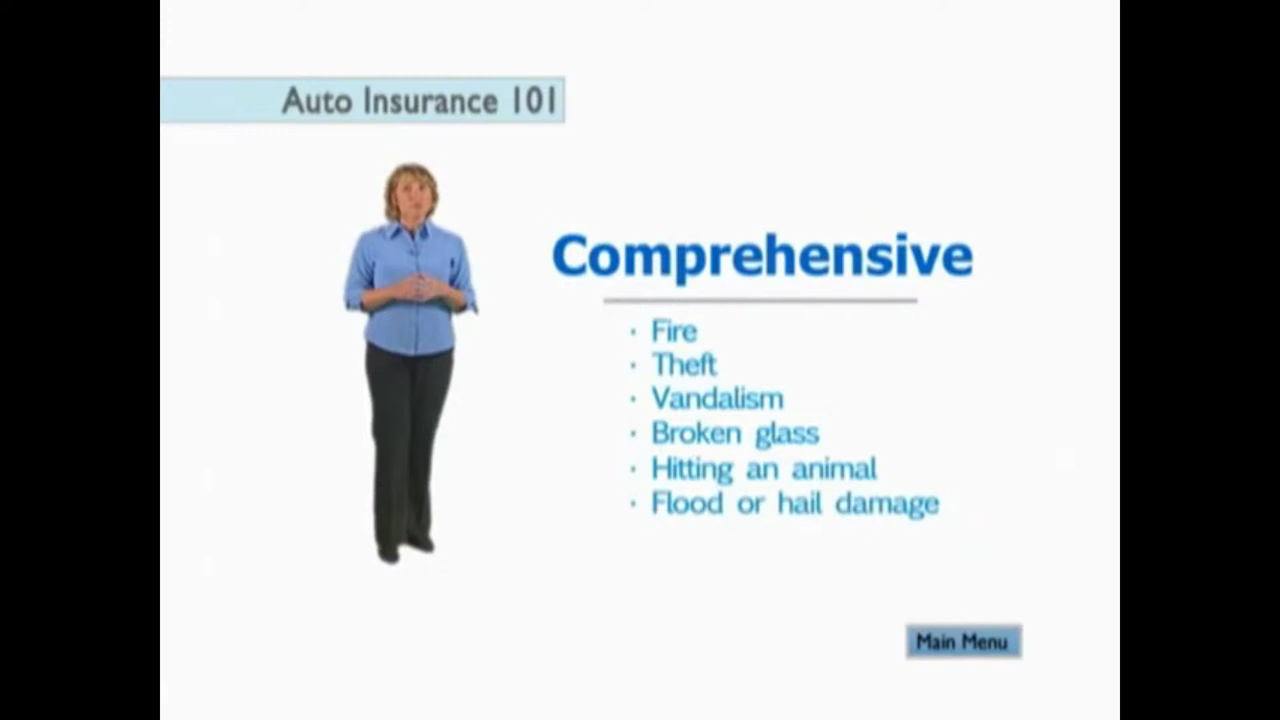 Auto Insurance 101
Comprehensive
· Fire
· Theft
· Vandalism
· Broken glass
· Hitting an animal
· Flood or hail damage
Main Menu